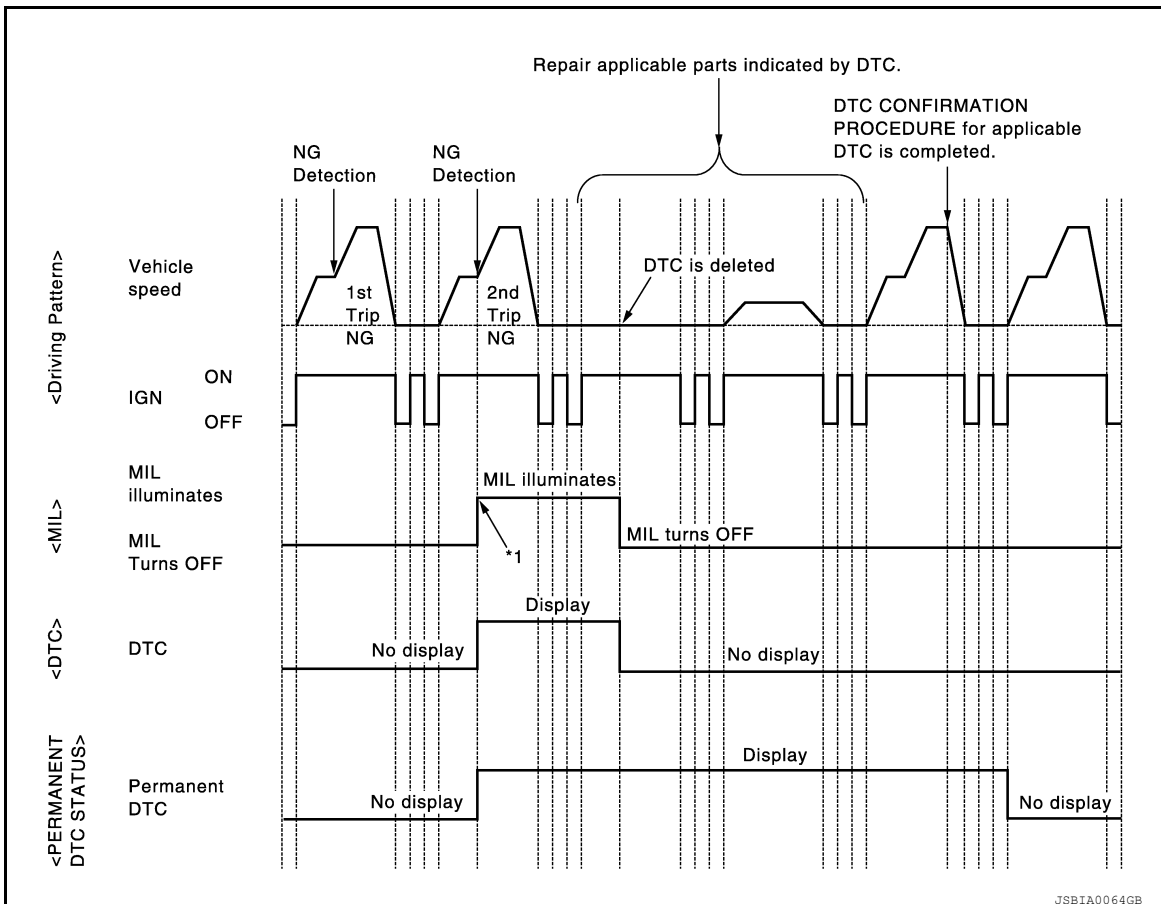 Repair applicable parts indicated by DTC.
DTC CONFIRMATION
PROCEDURE for applicable
DTC is completed.
NG
Detection
NG
Detection
<Driving Pattern>
Vehicle
speed
1st
Trip
NG
2nd
Trip
NG
DTC is deleted
IGN
ON
OFF
<MIL>
MIL
illuminates
MIL
Turns OFF
MIL illuminates
*1
MIL turns OFF
<DTC>
DTC
No display
Display
No display
<PERMANENT
DTC STATUS>
Permanent
DTC
No display
Display
No display
JSBIA0064GB